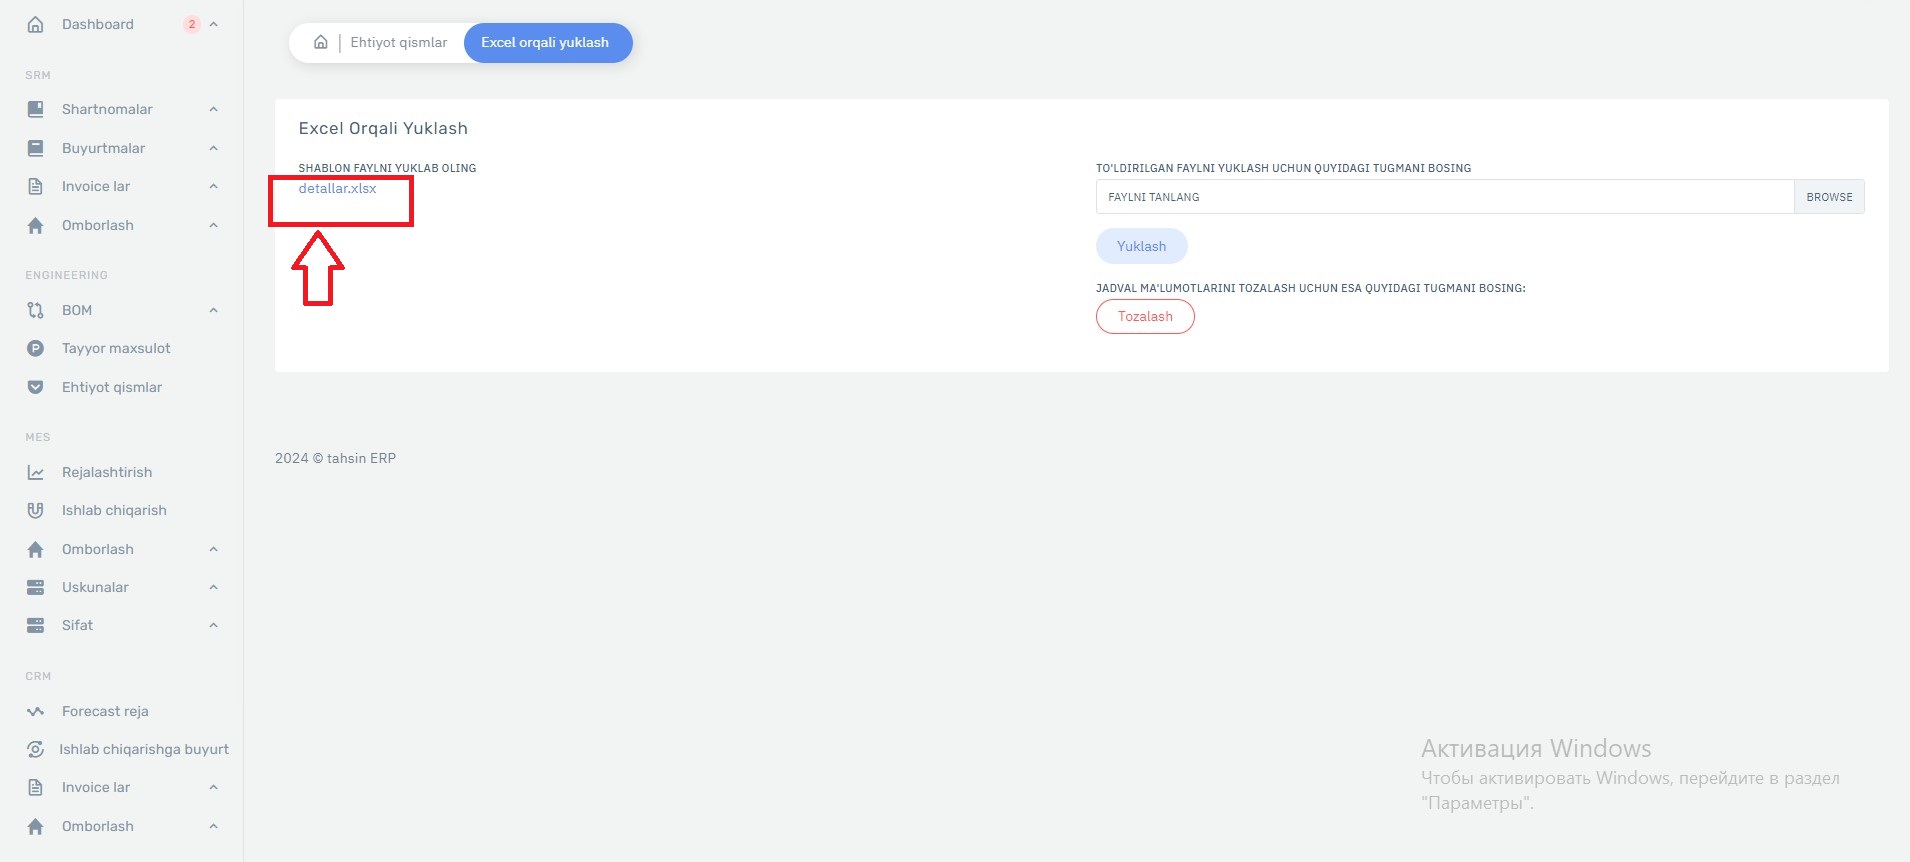 Dashboard 2
SRM
Shartnomalar
Buyurtmalar
Invoice lar
Omborlash
ENGINEERING
BOM
Tayyor maxsulot
Ehtiyot qismlar
MES
Rejalashtirish
Ishlab chiqarish
Omborlash
Uskunalar
Sifat
CRM
Forecast reja
Ishlab chiqarishga buyurt
Invoice lar
Omborlash
Ehtiyot qismlar
Excel orqali yuklash
Excel Orqali Yuklash
SHABLON FAYLNI YUKLAB OLING
detallar.xlsx
TO'LDIRILGAN FAYLNI YUKLASH UCHUN QUYIDAGI TUGMANI BOSING
FAYLNI TANLANG
BROWSE
Yuklash
JADVAL MA'LUMOTLARINI TOZALASH UCHUN ESA QUYIDAGI TUGMANI BOSING:
Tozalash
2024 © tahsin ERP
Активация Windows
Чтобы активировать Windows, перейдите в раздел
"Параметры".